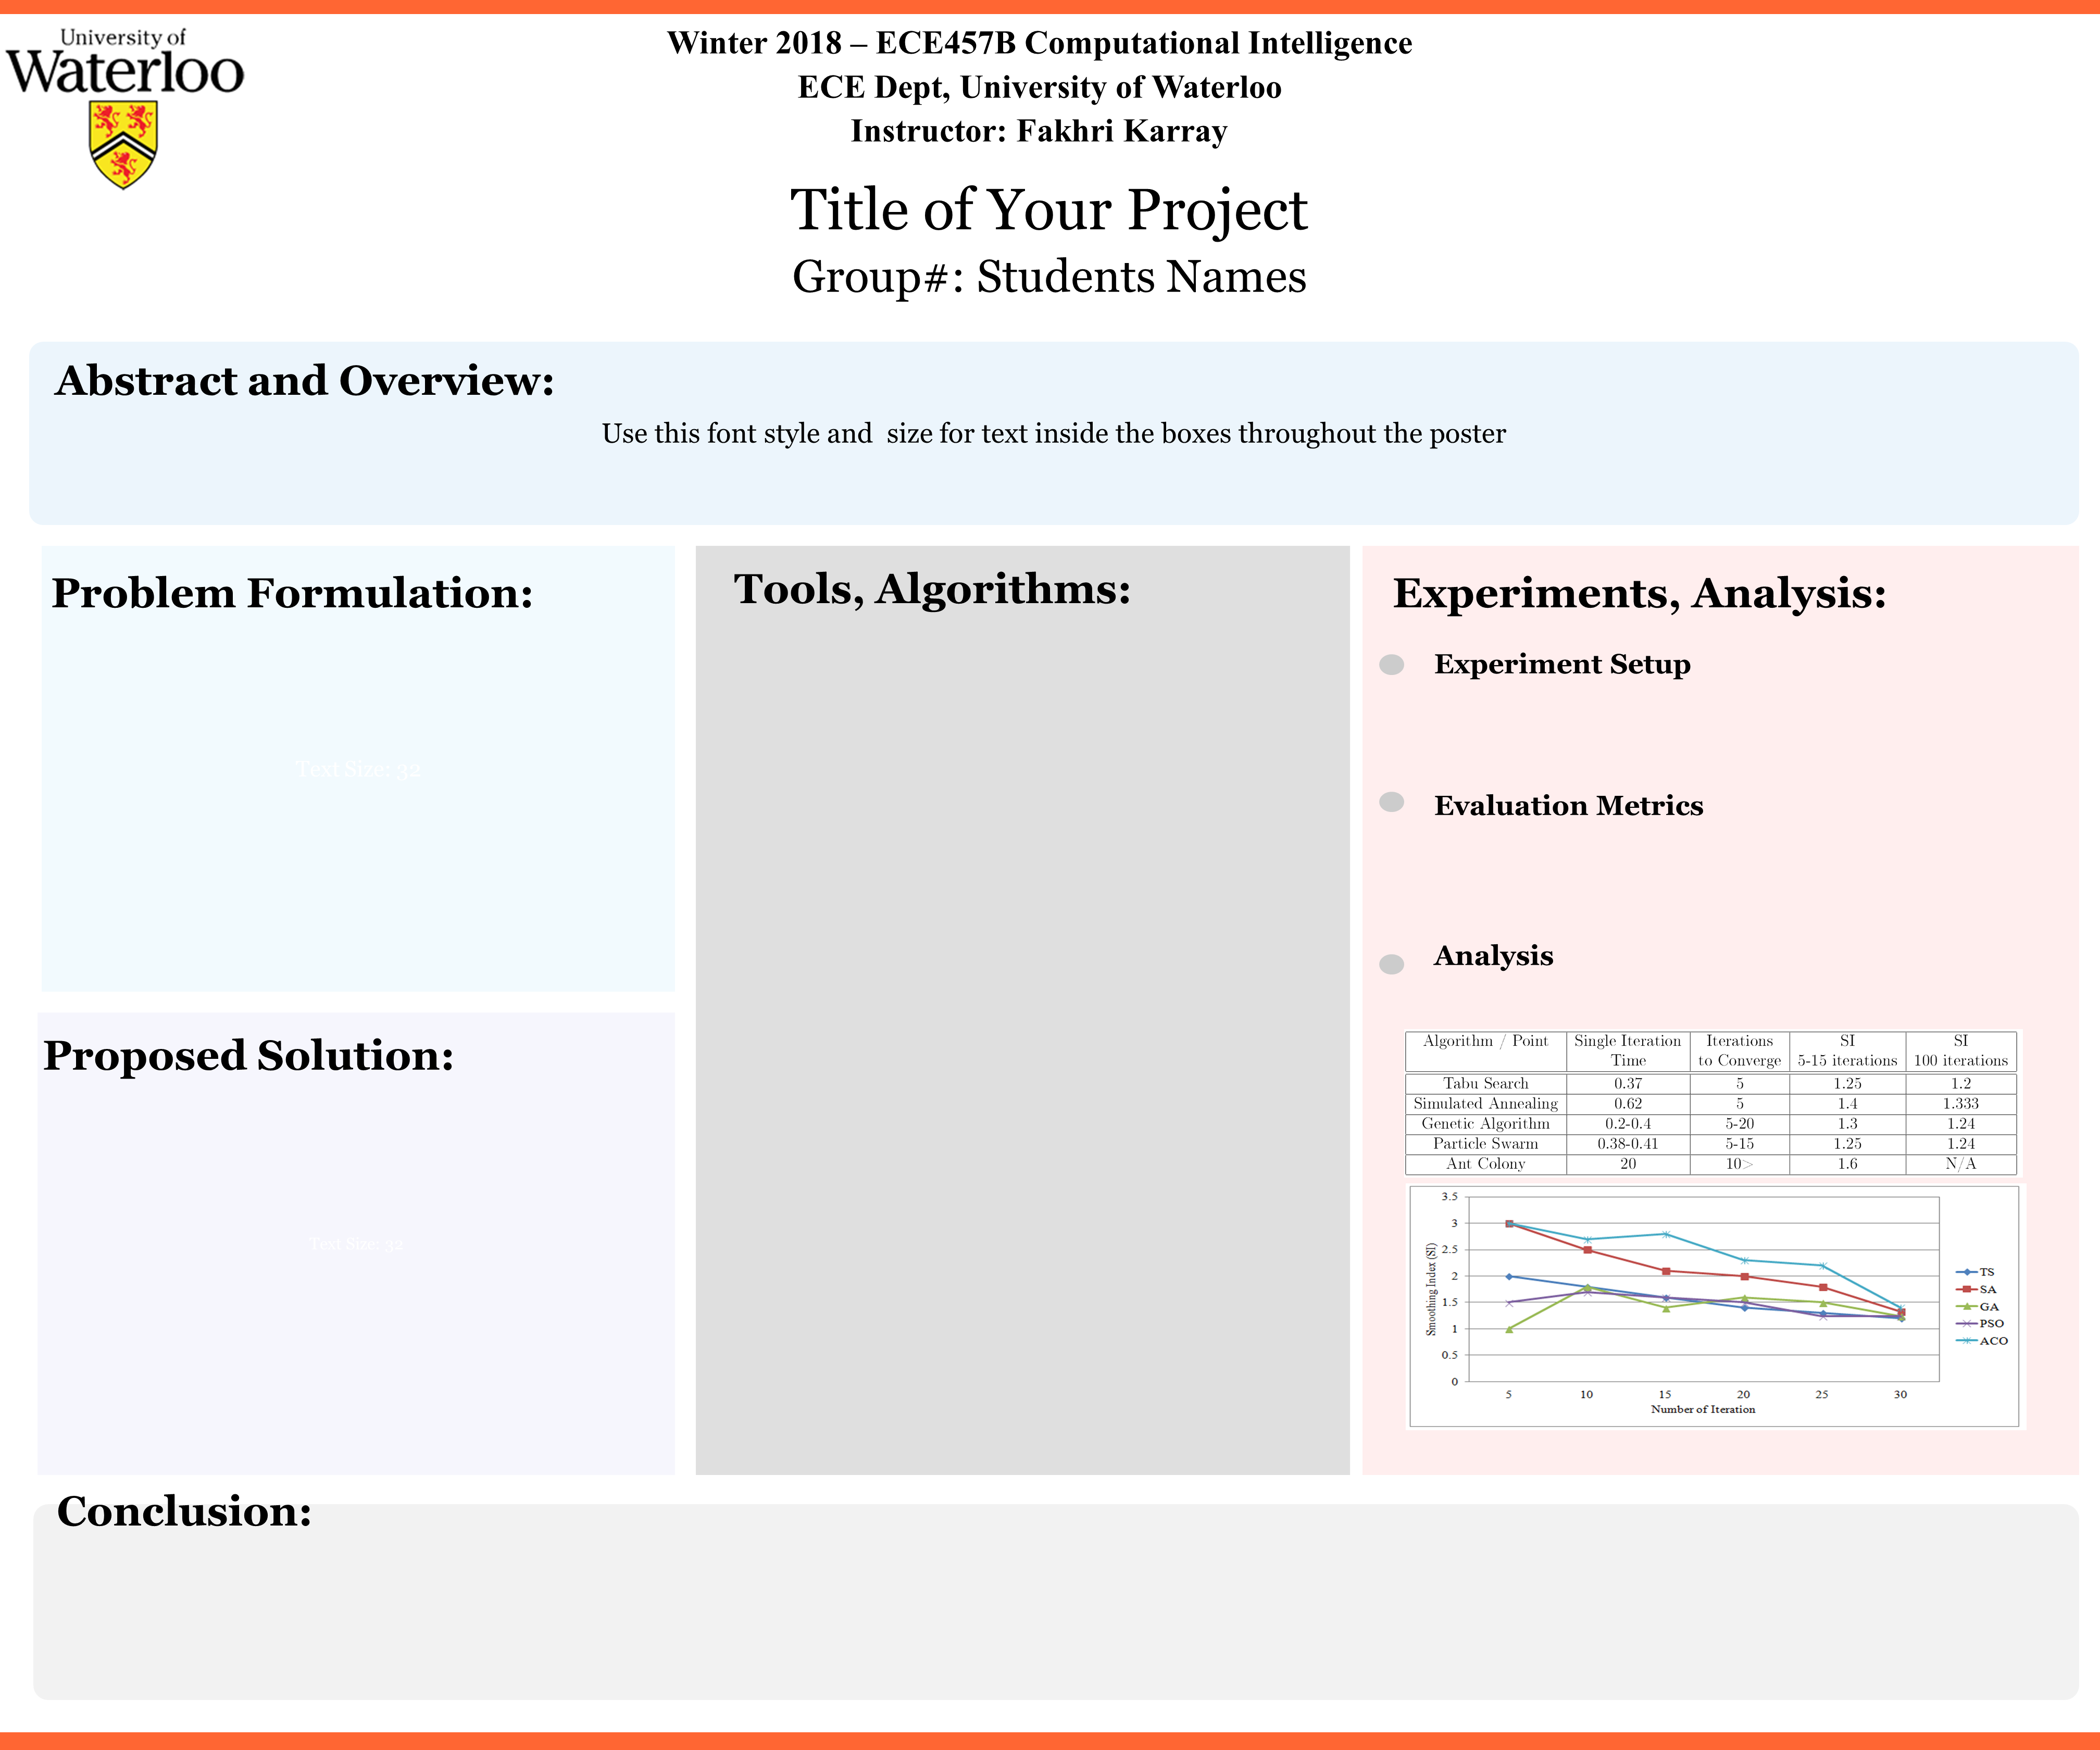 University of
Waterloo
Winter 2018 – ECE457B Computational Intelligence
ECE Dept, University of Waterloo
Instructor: Fakhri Karray
Title of Your Project
Group#: Students Names
Abstract and Overview:
Use this font style and  size for text inside the boxes throughout the poster
Problem Formulation:
Text Size: 32
Proposed Solution:
Text Size: 32
Tools, Algorithms:
Experiments, Analysis:
Experiment Setup
Evaluation Metrics
Analysis
Algorithm / Point Single Iteration Iterations SI SI
Time to Converge 5-15 iterations 100 iterations
Tabu Search 0.37 5 1.25 1.2
Simulated Annealing 0.62 5 1.4 1.333
Genetic Algorithm 0.2-0.4 5-20 1.3 1.24
Particle Swarm 0.38-0.41 5-15 1.25 1.24
Ant Colony 20 10> 1.6 N/A
Smoothing Index (SI)
3.5
3
2.5
2
1.5
1
0.5
0
5 10 15 20 25 30
Number of Iteration
TS
SA
GA
PSO
ACO
Conclusion: